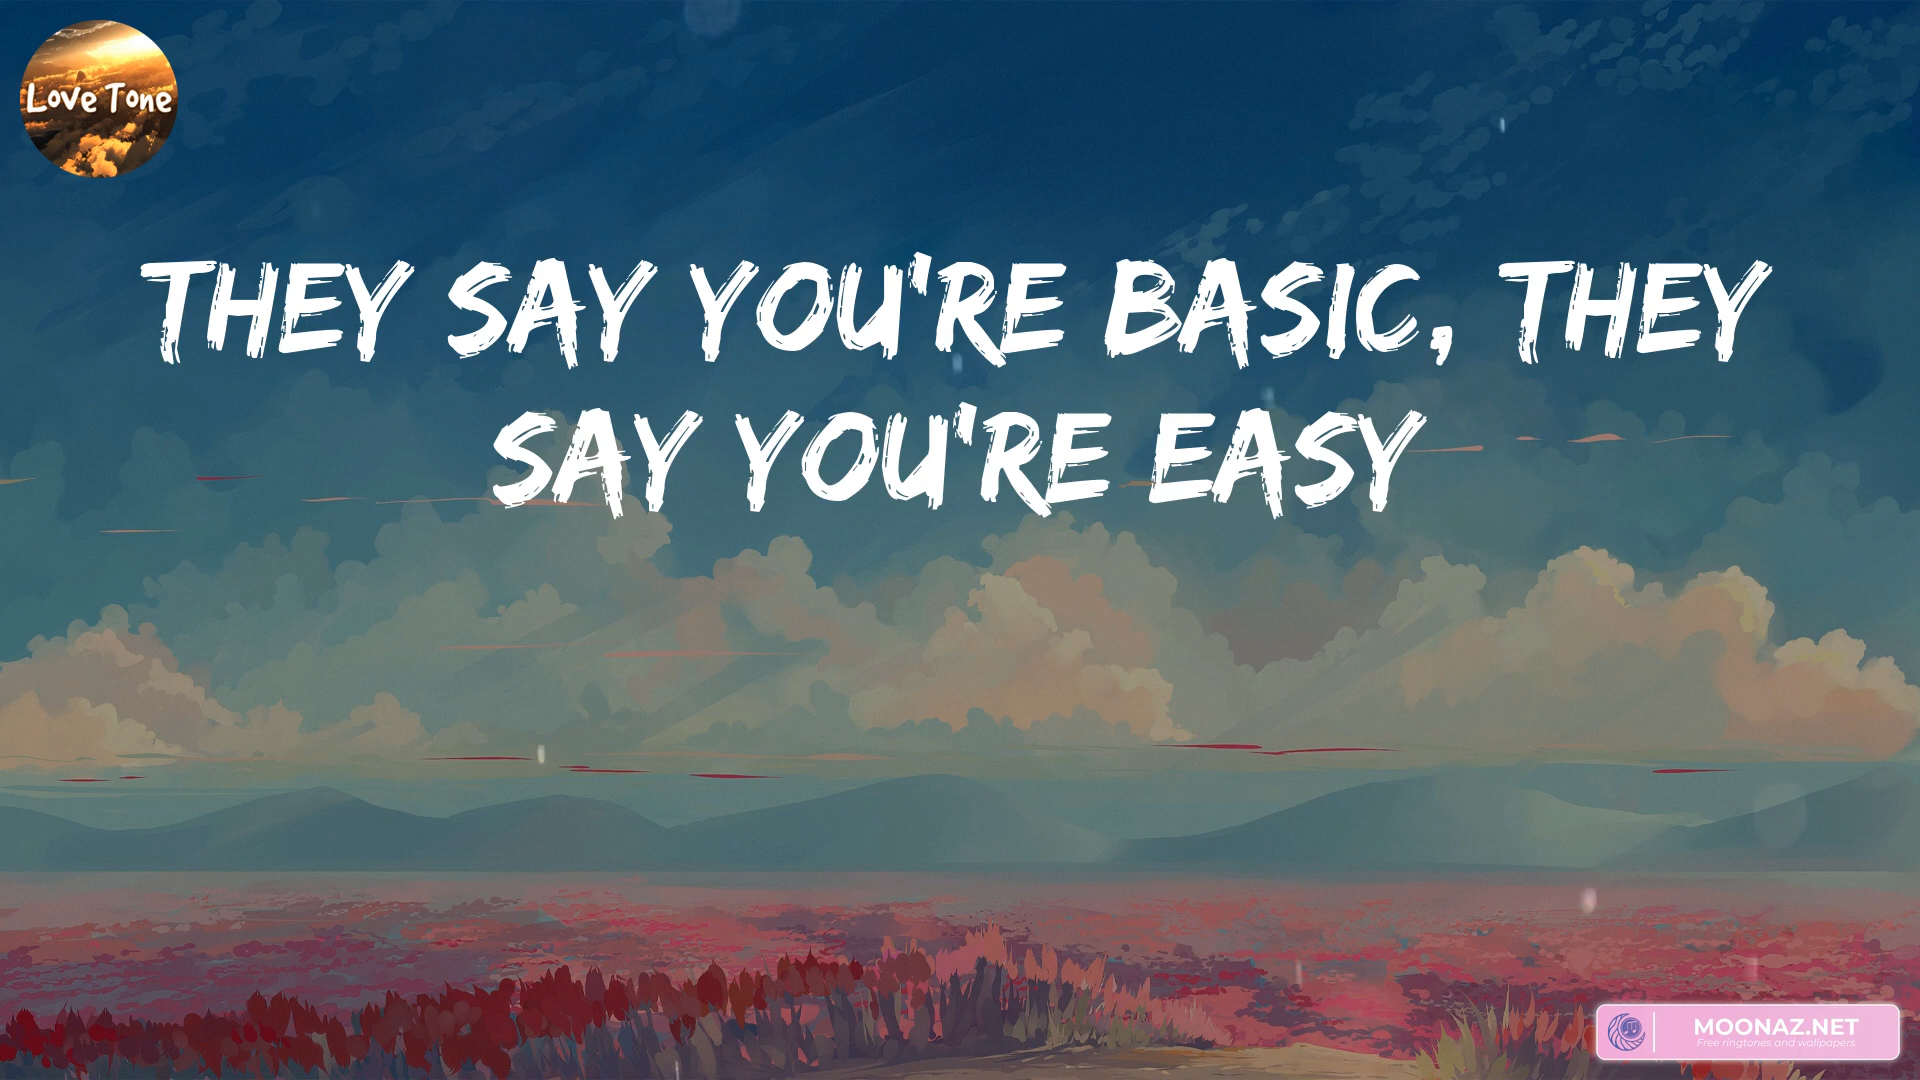 Love Tone
THEY SAY YOU'RE BASIC, THEY
SAY YOU'RE EASY
MOONAZ.NET
Free ringtones and wallpapers